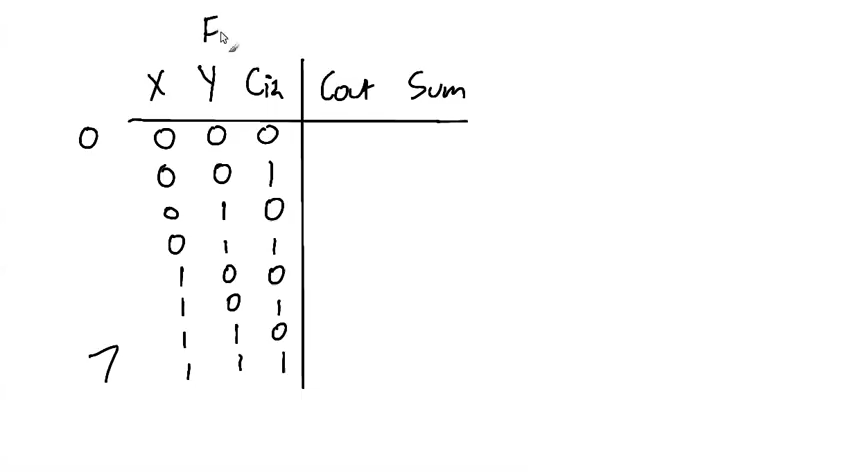 F
X Y Cin Cout Sum
0 0 0 0
0 0 1
0 1 0
0 1 1
1 0 0
1 0 1
1 1 0
7 1 1 1